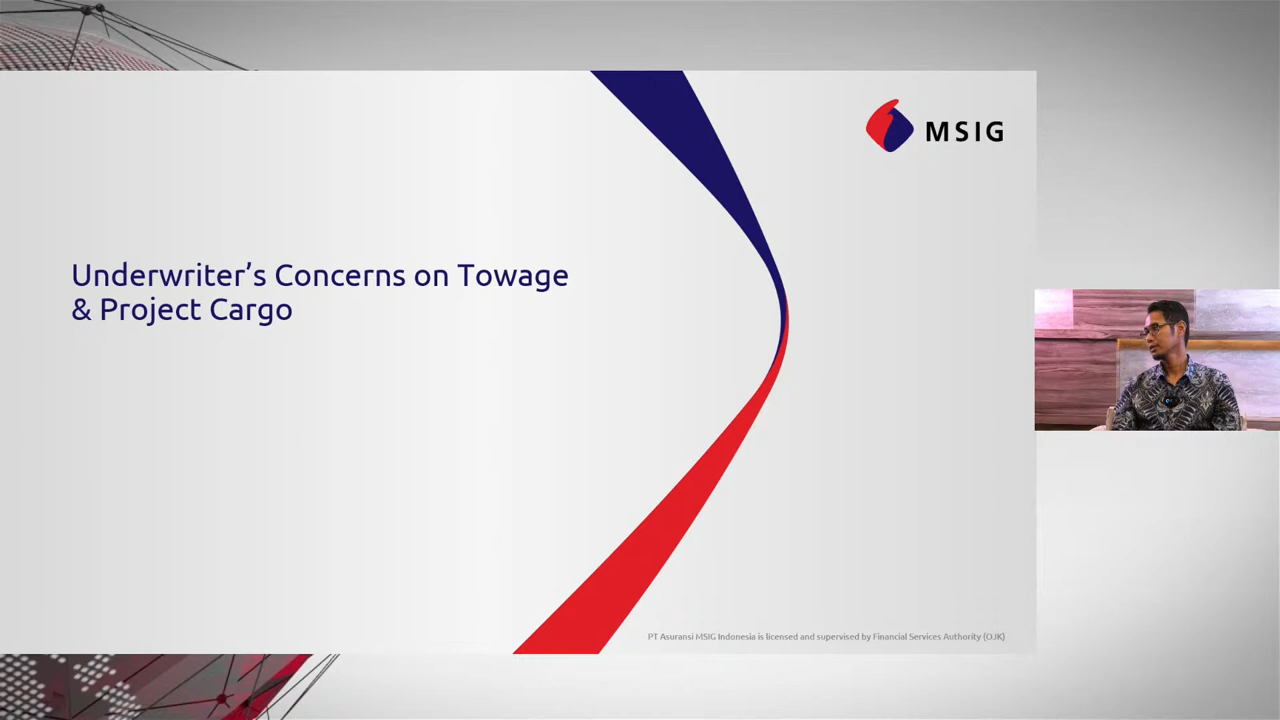 MSIG
Underwriter’s Concerns on Towage
& Project Cargo
PT Asuransi MSIG Indonesia is licensed and supervised by Financial Services Authority (OJK)